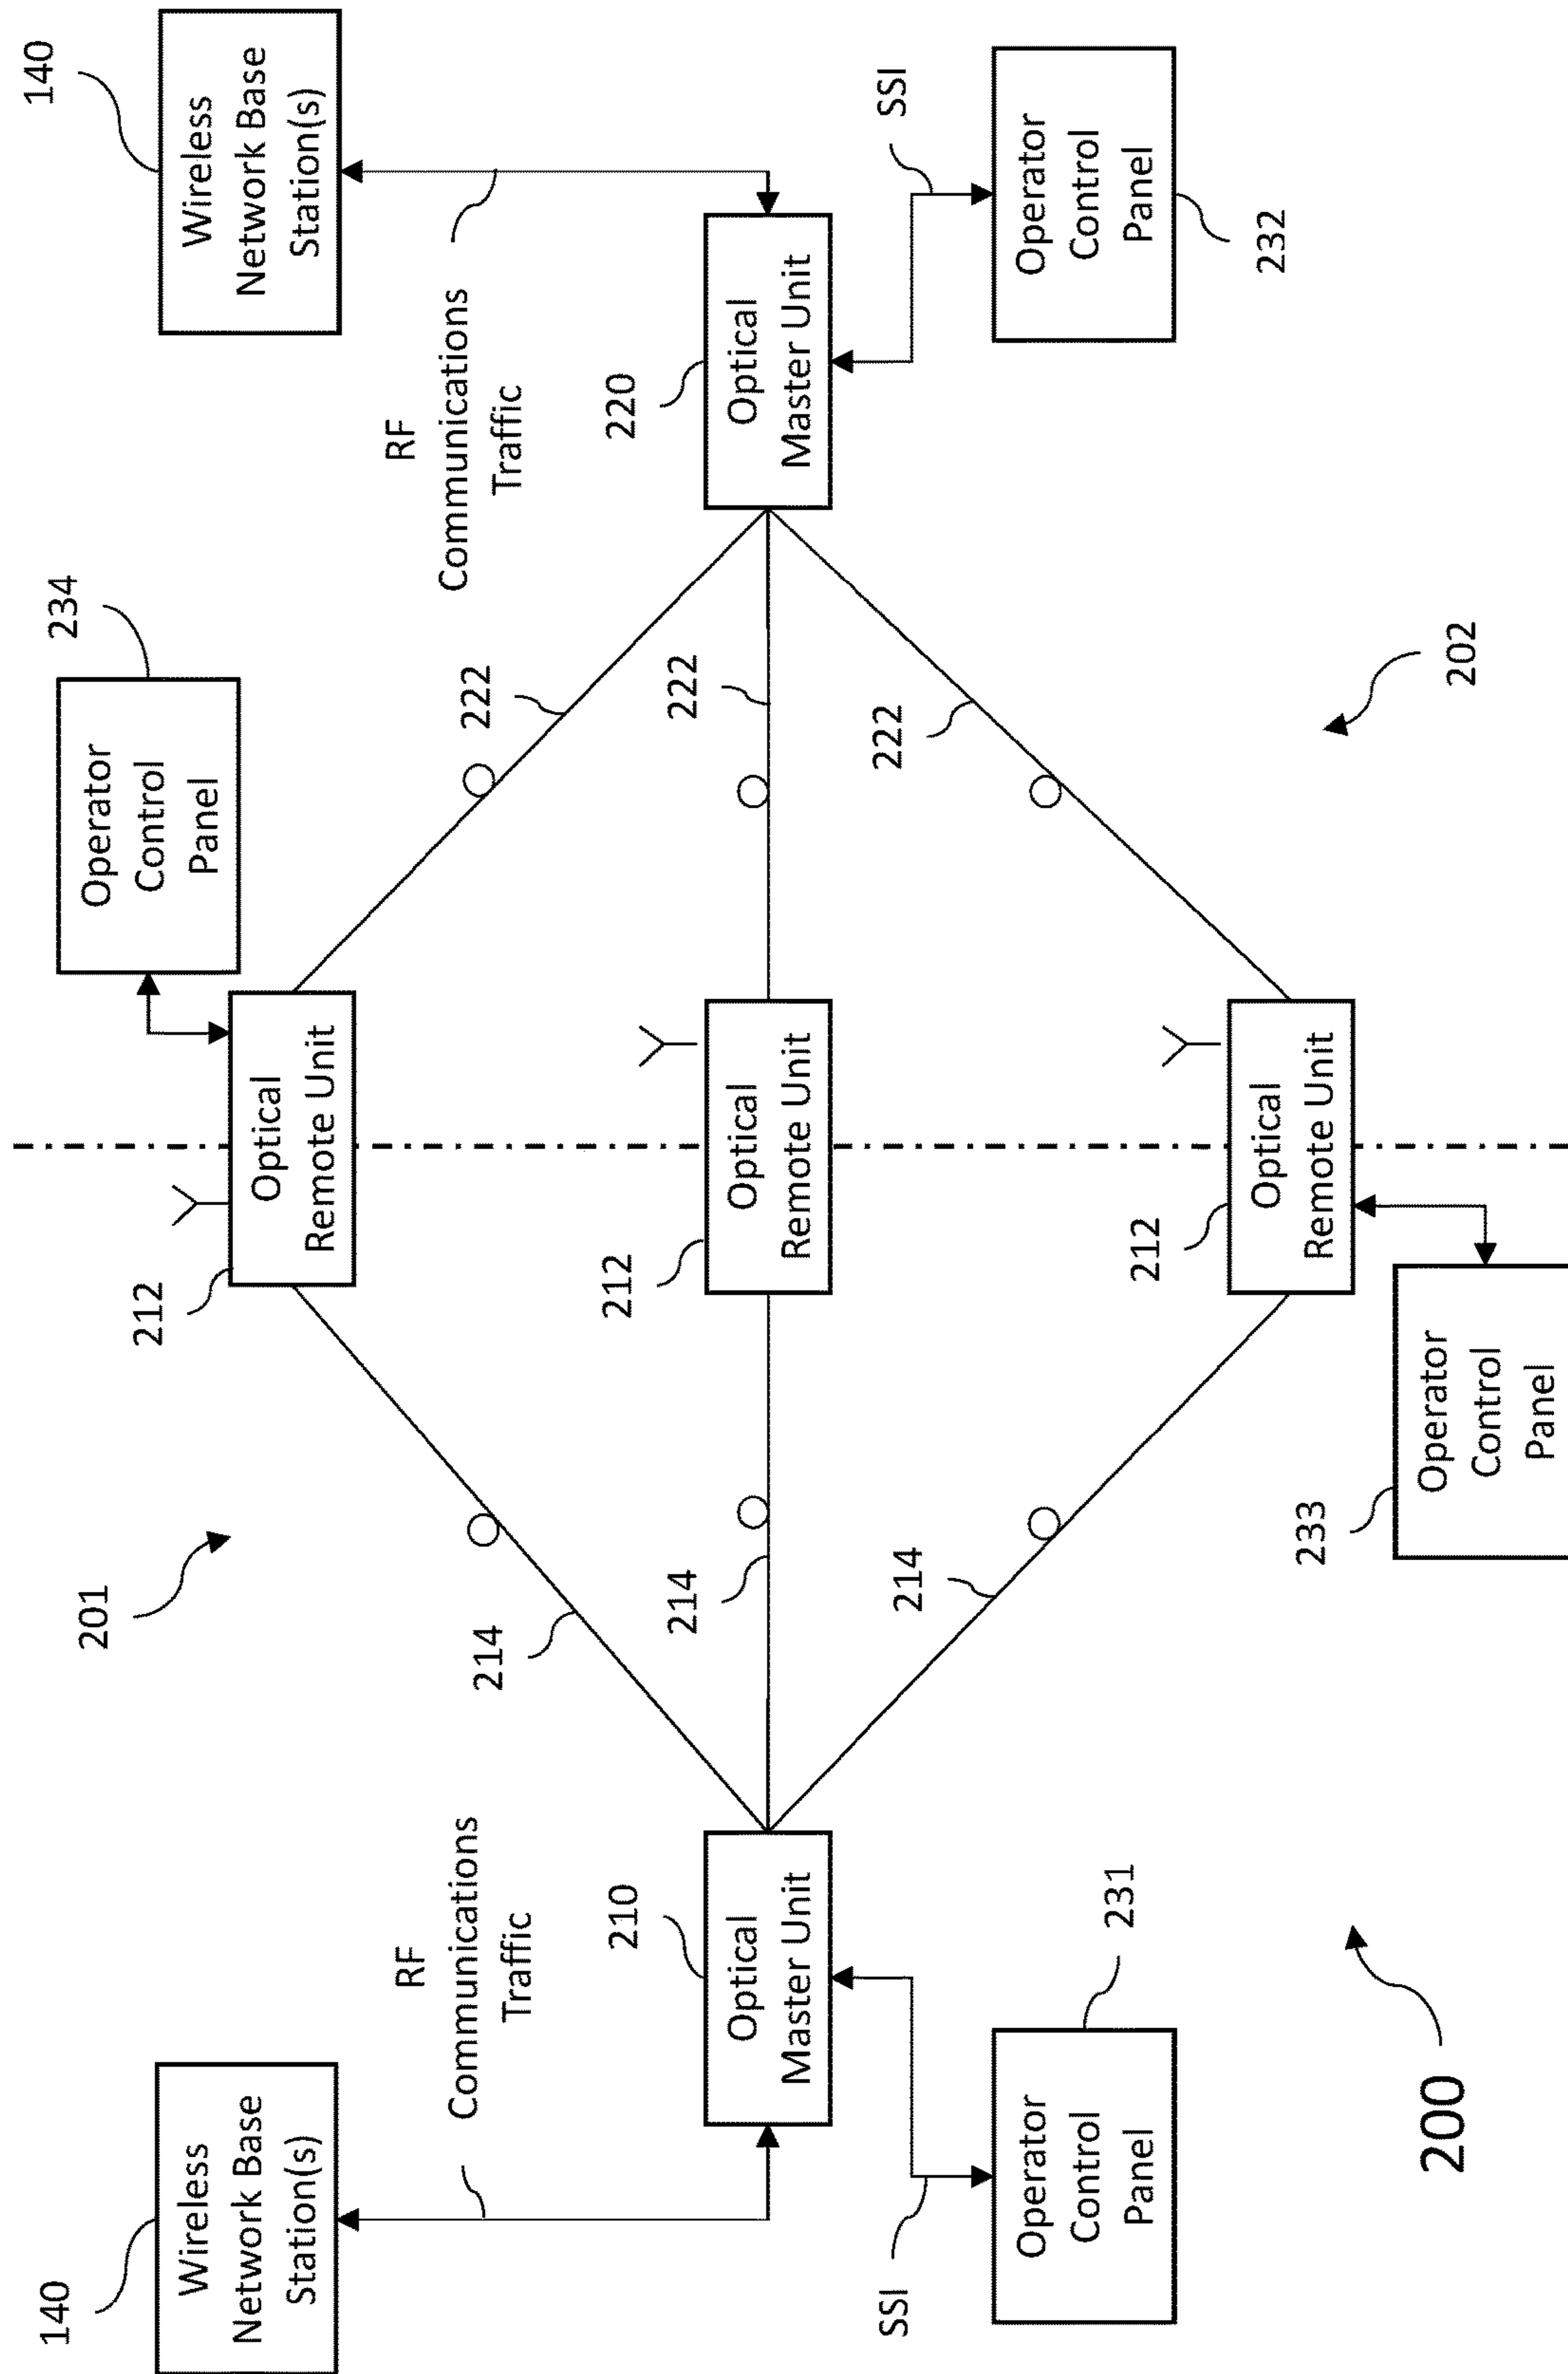 140
Wireless
Network Base
Station(s)
RF
Communications
Traffic
210
Optical
Master Unit
SSI
Operator
Control
Panel
231
200
201
214
214
214
212
Optical
Remote Unit
212
Optical
Remote Unit
212
Optical
Remote Unit
233
Operator
Control
Panel
234
Operator
Control
Panel
222
222
222
202
RF
Communications
Traffic
140
Wireless
Network Base
Station(s)
220
Optical
Master Unit
SSI
Operator
Control
Panel
232